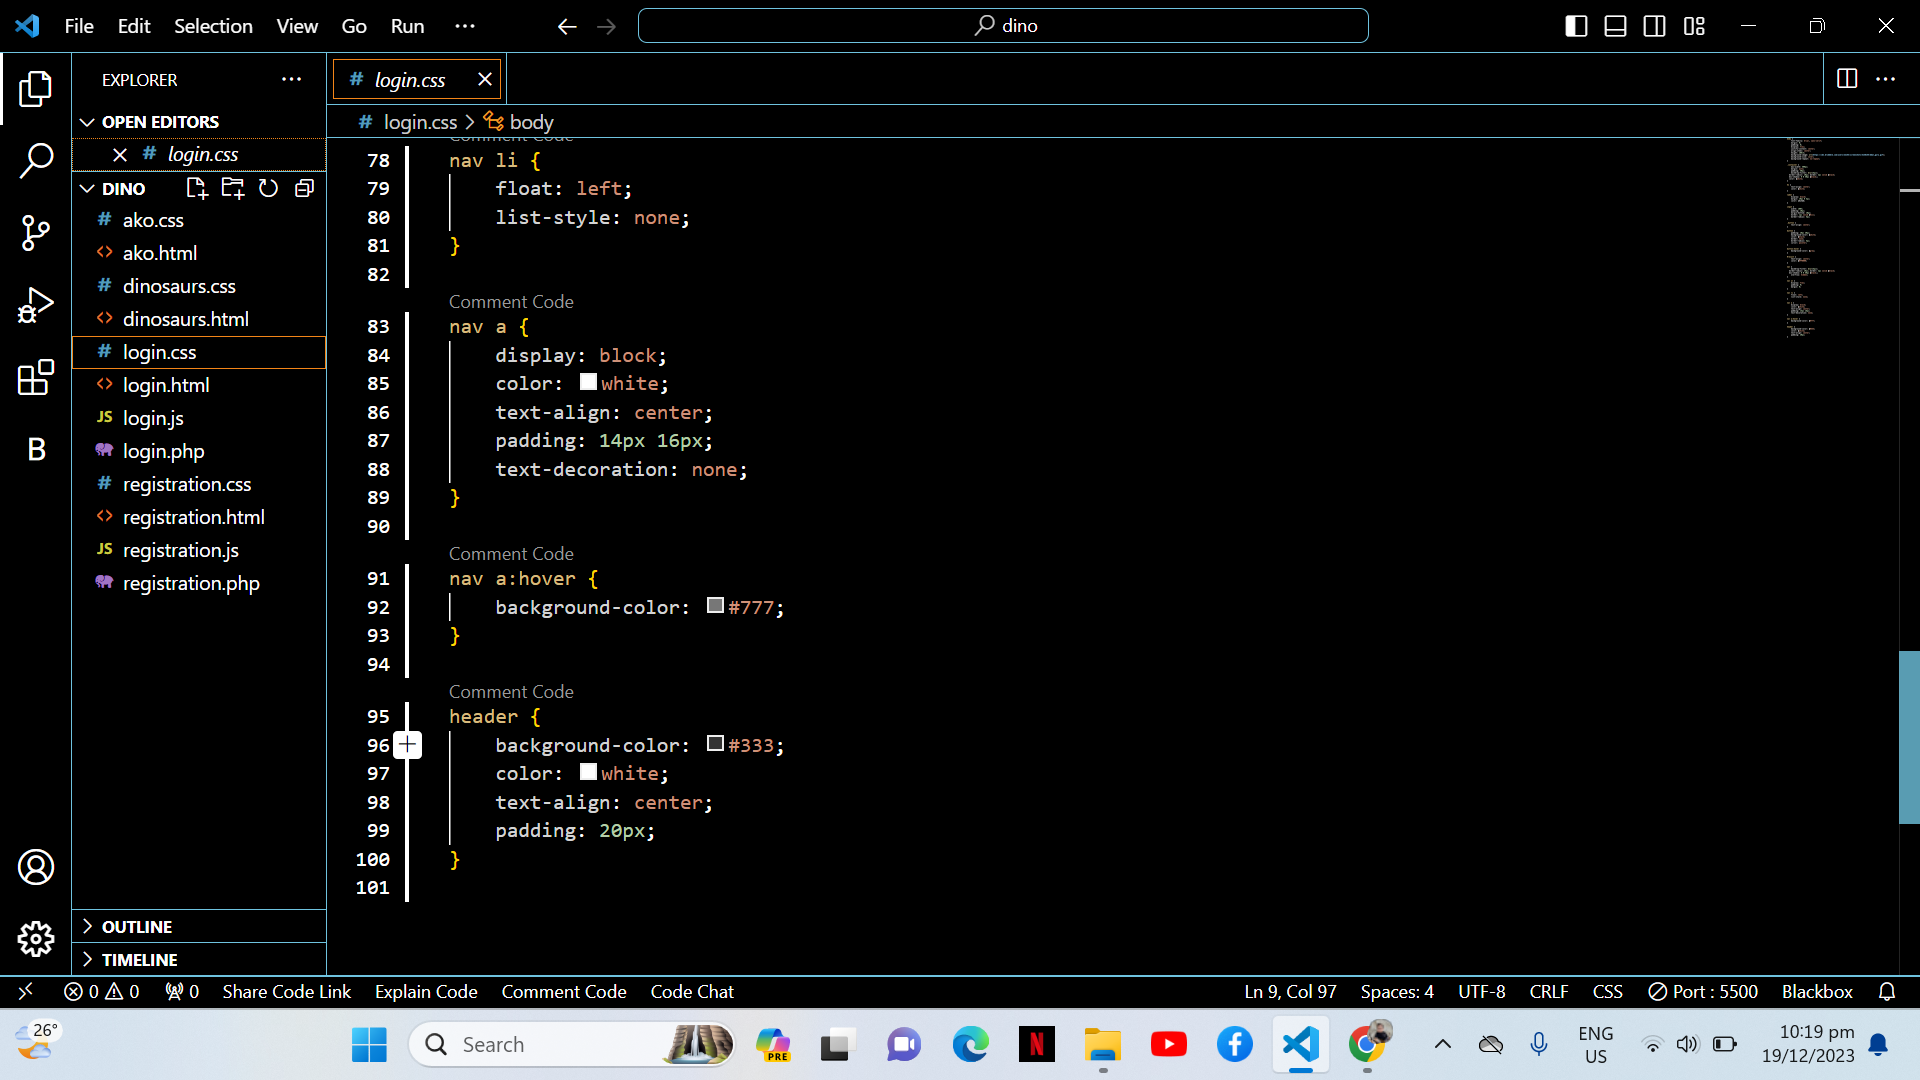 File Edit Selection View Go Run ···
dino
EXPLORER
OPEN EDITORS
# login.css
DINO
# ako.css
<> ako.html
# dinosaurs.css
<> dinosaurs.html
# login.css
<> login.html
JS login.js
login.php
# registration.css
<> registration.html
JS registration.js
registration.php
OUTLINE
TIMELINE
B
# login.css
# login.css > body
Comment Code
78 nav li {
79 float: left;
80 list-style: none;
81 }
82
Comment Code
83 nav a {
84 display: block;
85 color: white;
86 text-align: center;
87 padding: 14px 16px;
88 text-decoration: none;
89 }
90
Comment Code
91 nav a:hover {
92 background-color: #777;
93 }
94
Comment Code
95 header {
96 background-color: #333;
97 color: white;
98 text-align: center;
99 padding: 20px;
100 }
101
0 0 0 Share Code Link Explain Code Comment Code Code Chat Ln 9, Col 97 Spaces: 4 UTF-8 CRLF CSS Port : 5500 Blackbox
26°
Search
PRE
N
ENG
US
10:19 pm
19/12/2023